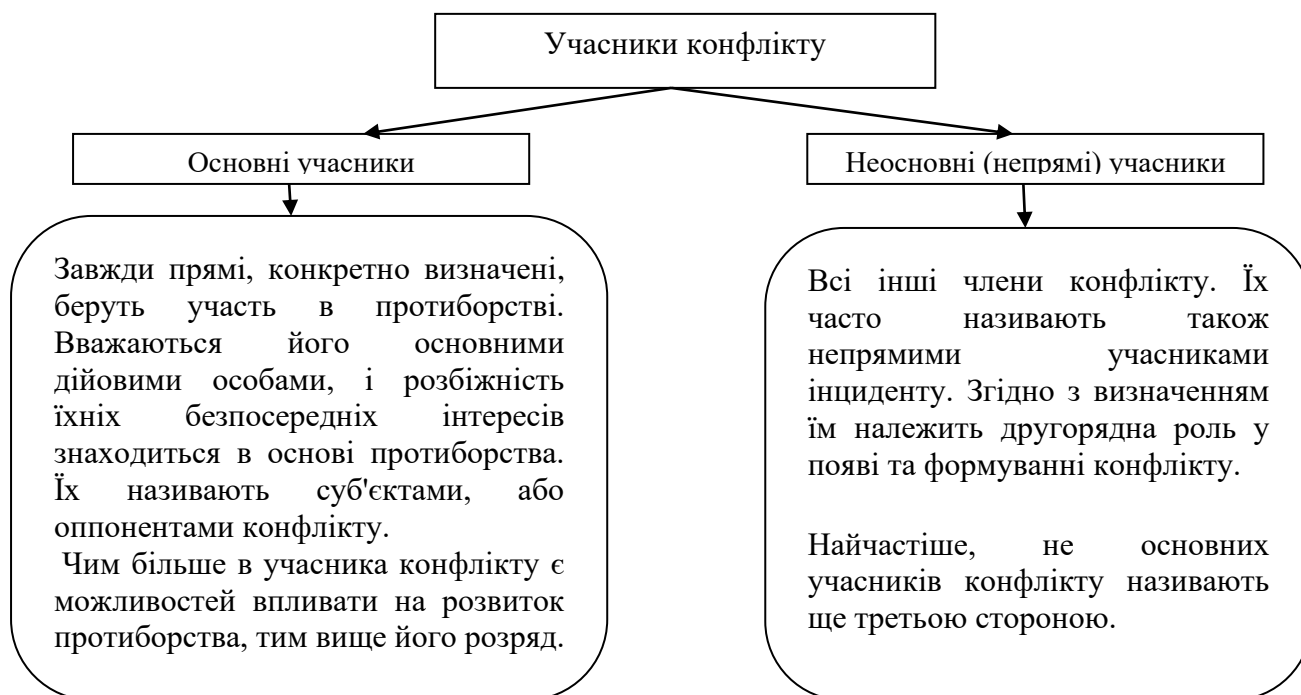 Учасники конфлікту
Основні учасники
Неосновні (непрямі) учасники
Завжди прямі, конкретно визначені,
беруть участь в протиборстві.
Вважаються його основними
дійовими особами, і розбіжність
їхніх безпосередніх інтересів
знаходиться в основі протиборства.
Їх називають суб'єктами, або
оппонентами конфлікту.
Чим більше в учасника конфлікту є
можливостей впливати на розвиток
протиборства, тим вище його розряд.
Всі інші члени конфлікту. Їх
часто називають також
непрямими учасниками
інциденту. Згідно з визначенням
їм належить другорядна роль у
появі та формуванні конфлікту.
Найчастіше, не основних
учасників конфлікту називають
ще третьою стороною.